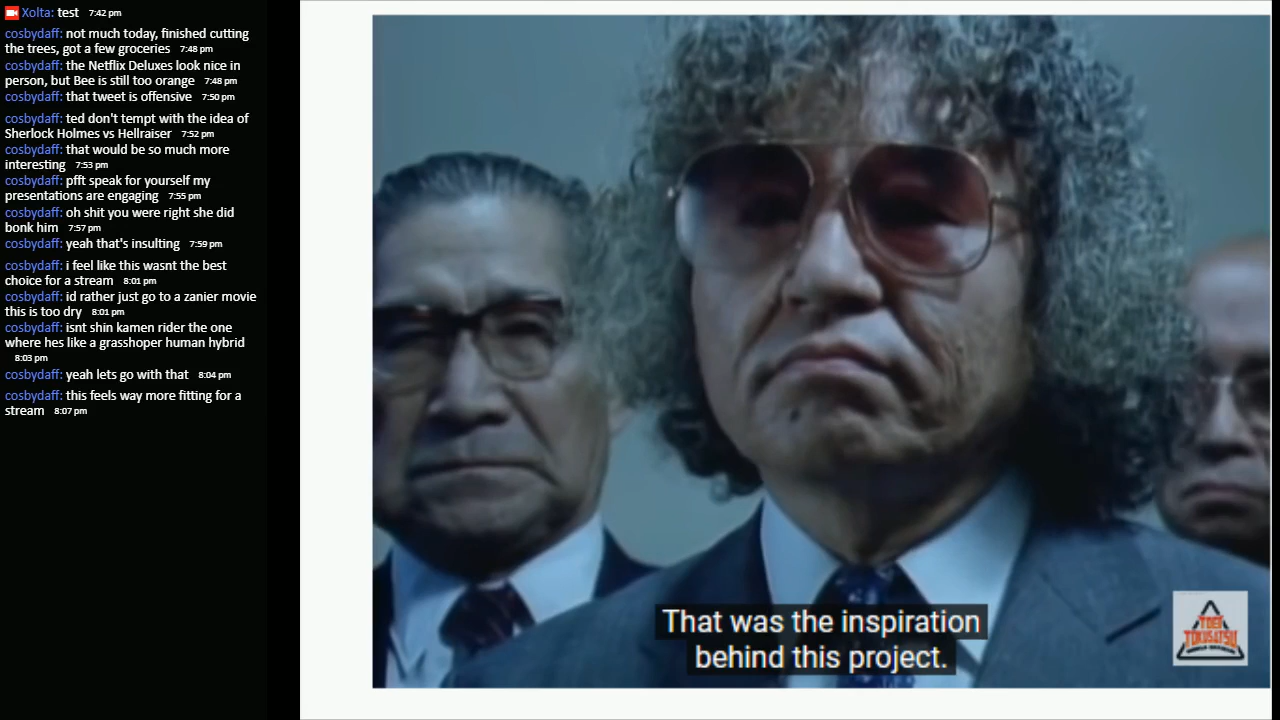 Xolta: test 7:42 pm
cosbydaff: not much today, finished cutting
the trees, got a few groceries 7:48 pm
cosbydaff: the Netflix Deluxes look nice in
person, but Bee is still too orange 7:48 pm
cosbydaff: that tweet is offensive 7:50 pm
cosbydaff: ted don't tempt with the idea of
Sherlock Holmes vs Hellraiser 7:52 pm
cosbydaff: that would be so much more
interesting 7:53 pm
cosbydaff: pfft speak for yourself my
presentations are engaging 7:55 pm
cosbydaff: oh shit you were right she did
bonk him 7:57 pm
cosbydaff: yeah that's insulting 7:59 pm
cosbydaff: i feel like this wasnt the best
choice for a stream 8:01 pm
cosbydaff: id rather just go to a zanier movie
this is too dry 8:01 pm
cosbydaff: isnt shin kamen rider the one
where hes like a grasshoper human hybrid
8:03 pm
cosbydaff: yeah lets go with that 8:04 pm
cosbydaff: this feels way more fitting for a
stream 8:07 pm
That was the inspiration
behind this project.
TOEI
TOKUSATSU